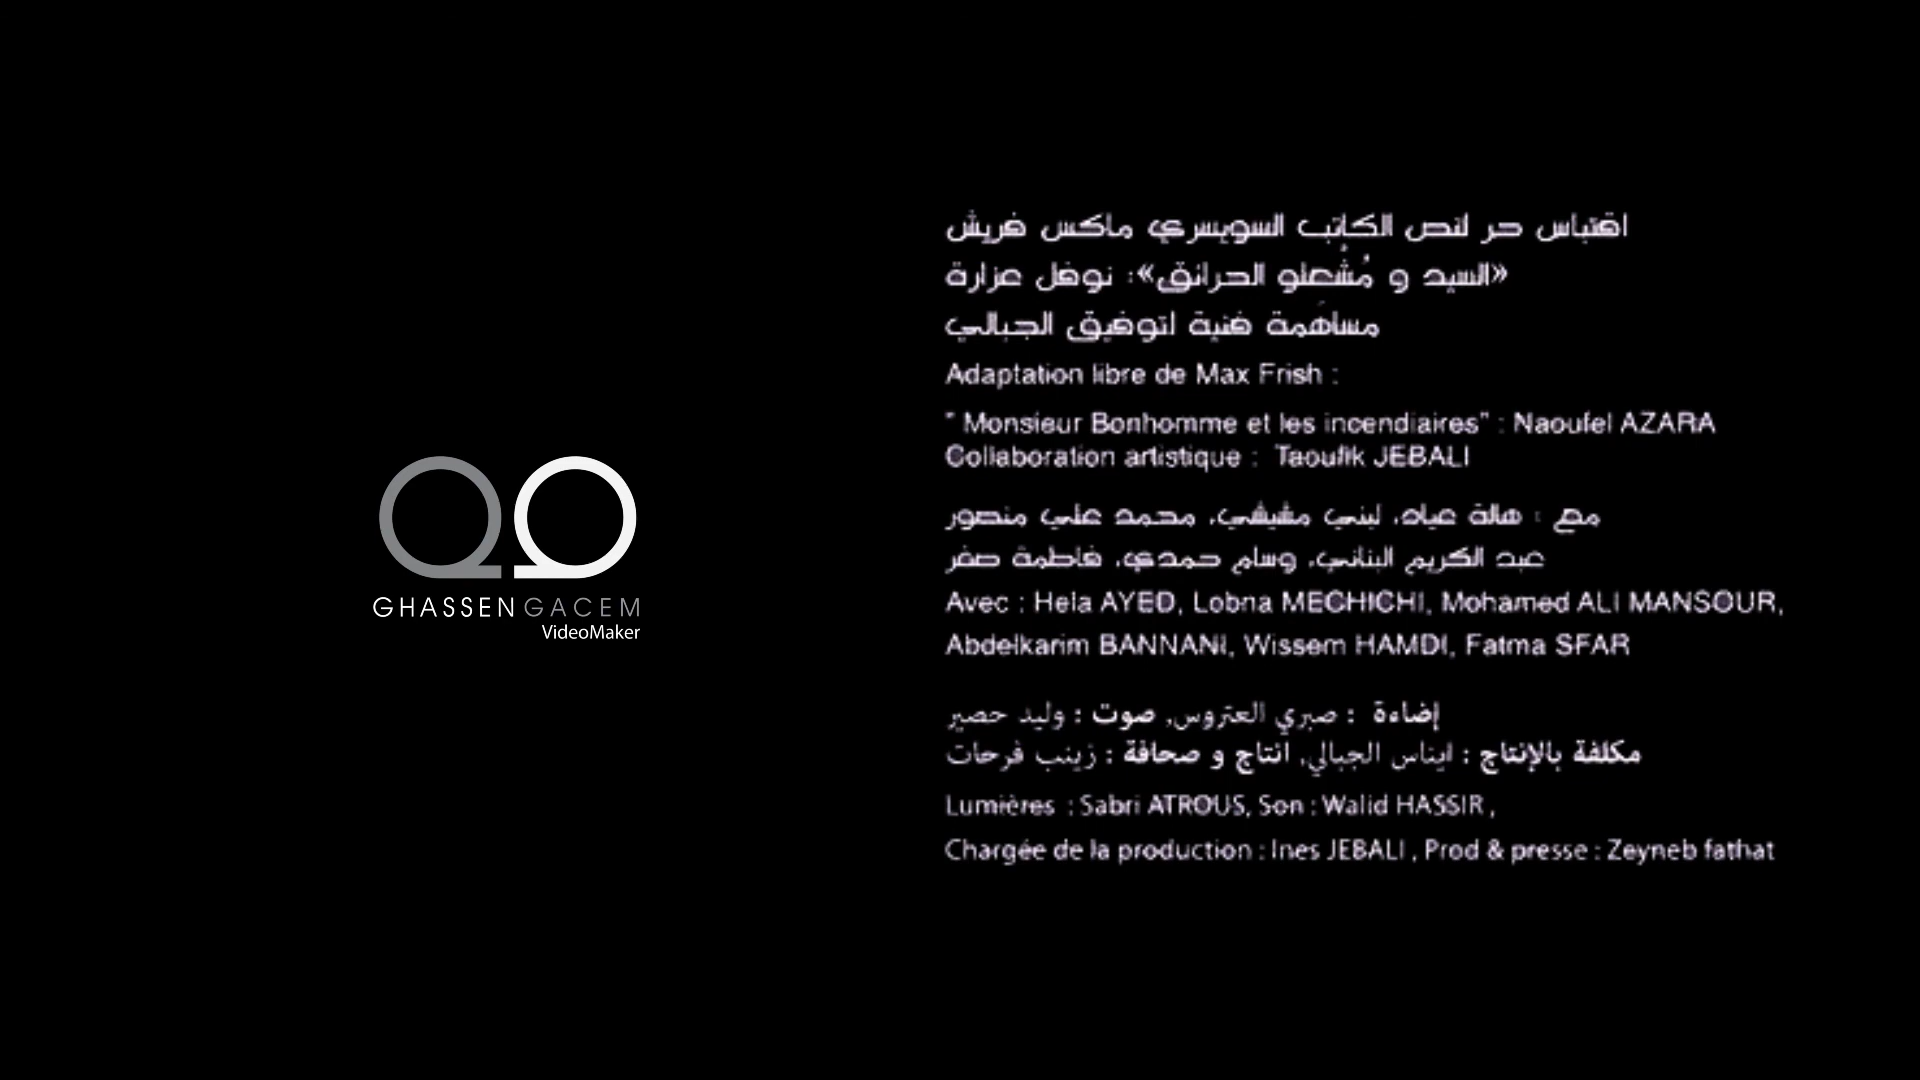 GHASSEN GACEM
VideoMaker
اقتباس حر لنص الكاتب السويسري ماكس فريش
«السيد و مُشْعلو الحرائق»: نوفل عزارة
مساهمة فنية لتوفيق الجبالي
Adaptation libre de Max Frish :
" Monsieur Bonhomme et les incendiaires" : Naoufel AZARA
Collaboration artistique : Taoufik JEBALI
مع : هالة عياد، لبنى مشيشي، محمد علي منصور
عبد الكريم البناني، وسام حمدي، فاطمة صفر
Avec : Hela AYED, Lobna MECHICHI, Mohamed ALI MANSOUR,
Abdelkarim BANNANI, Wissem HAMDI, Fatma SFAR
إضاءة : صبري العتروس, صوت : وليد حصير
مكلفة بالإنتاج : ايناس الجبالي, انتاج و صحافة : زينب فرحات
Lumières : Sabri ATROUS, Son : Walid HASSIR ,
Chargée de la production : Ines JEBALI , Prod & presse : Zeyneb fathat